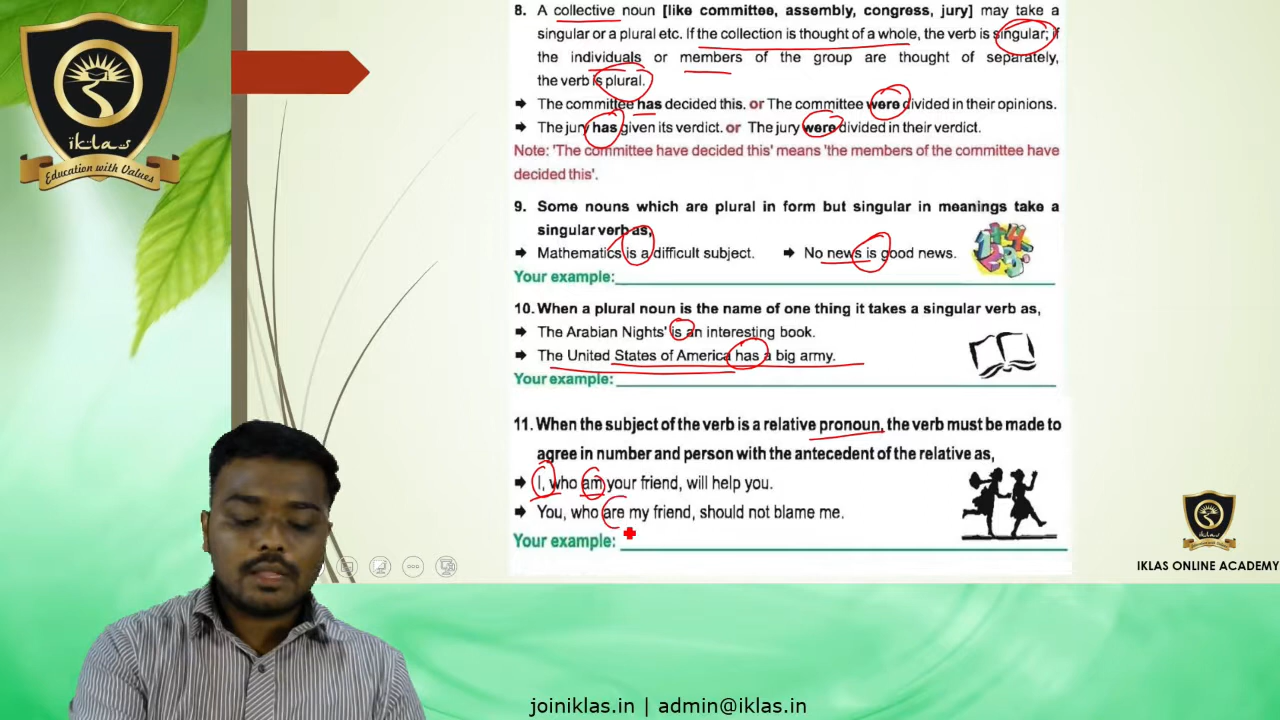 8. A collective noun [like committee, assembly, congress, jury] may take a
singular or a plural etc. If the collection is thought of a whole, the verb is singular; if
the individuals or members of the group are thought of separately,
the verb is plural.
➡ The committee has decided this. or The committee were divided in their opinions.
➡ The jury has given its verdict. or The jury were divided in their verdict.
Note: 'The committee have decided this' means 'the members of the committee have
decided this'.
9. Some nouns which are plural in form but singular in meanings take a
singular verb as,
➡ Mathematics is a difficult subject. ➡ No news is good news.
Your example:
10. When a plural noun is the name of one thing it takes a singular verb as,
➡ The Arabian Nights' is an interesting book.
➡ The United States of America has a big army.
Your example:
11. When the subject of the verb is a relative pronoun, the verb must be made to
agree in number and person with the antecedent of the relative as,
➡ I, who am your friend, will help you.
➡ You, who are my friend, should not blame me.
Your example:
iklas
Education with Values
IKLAS ONLINE ACADEMY
joiniklas.in | admin@iklas.in